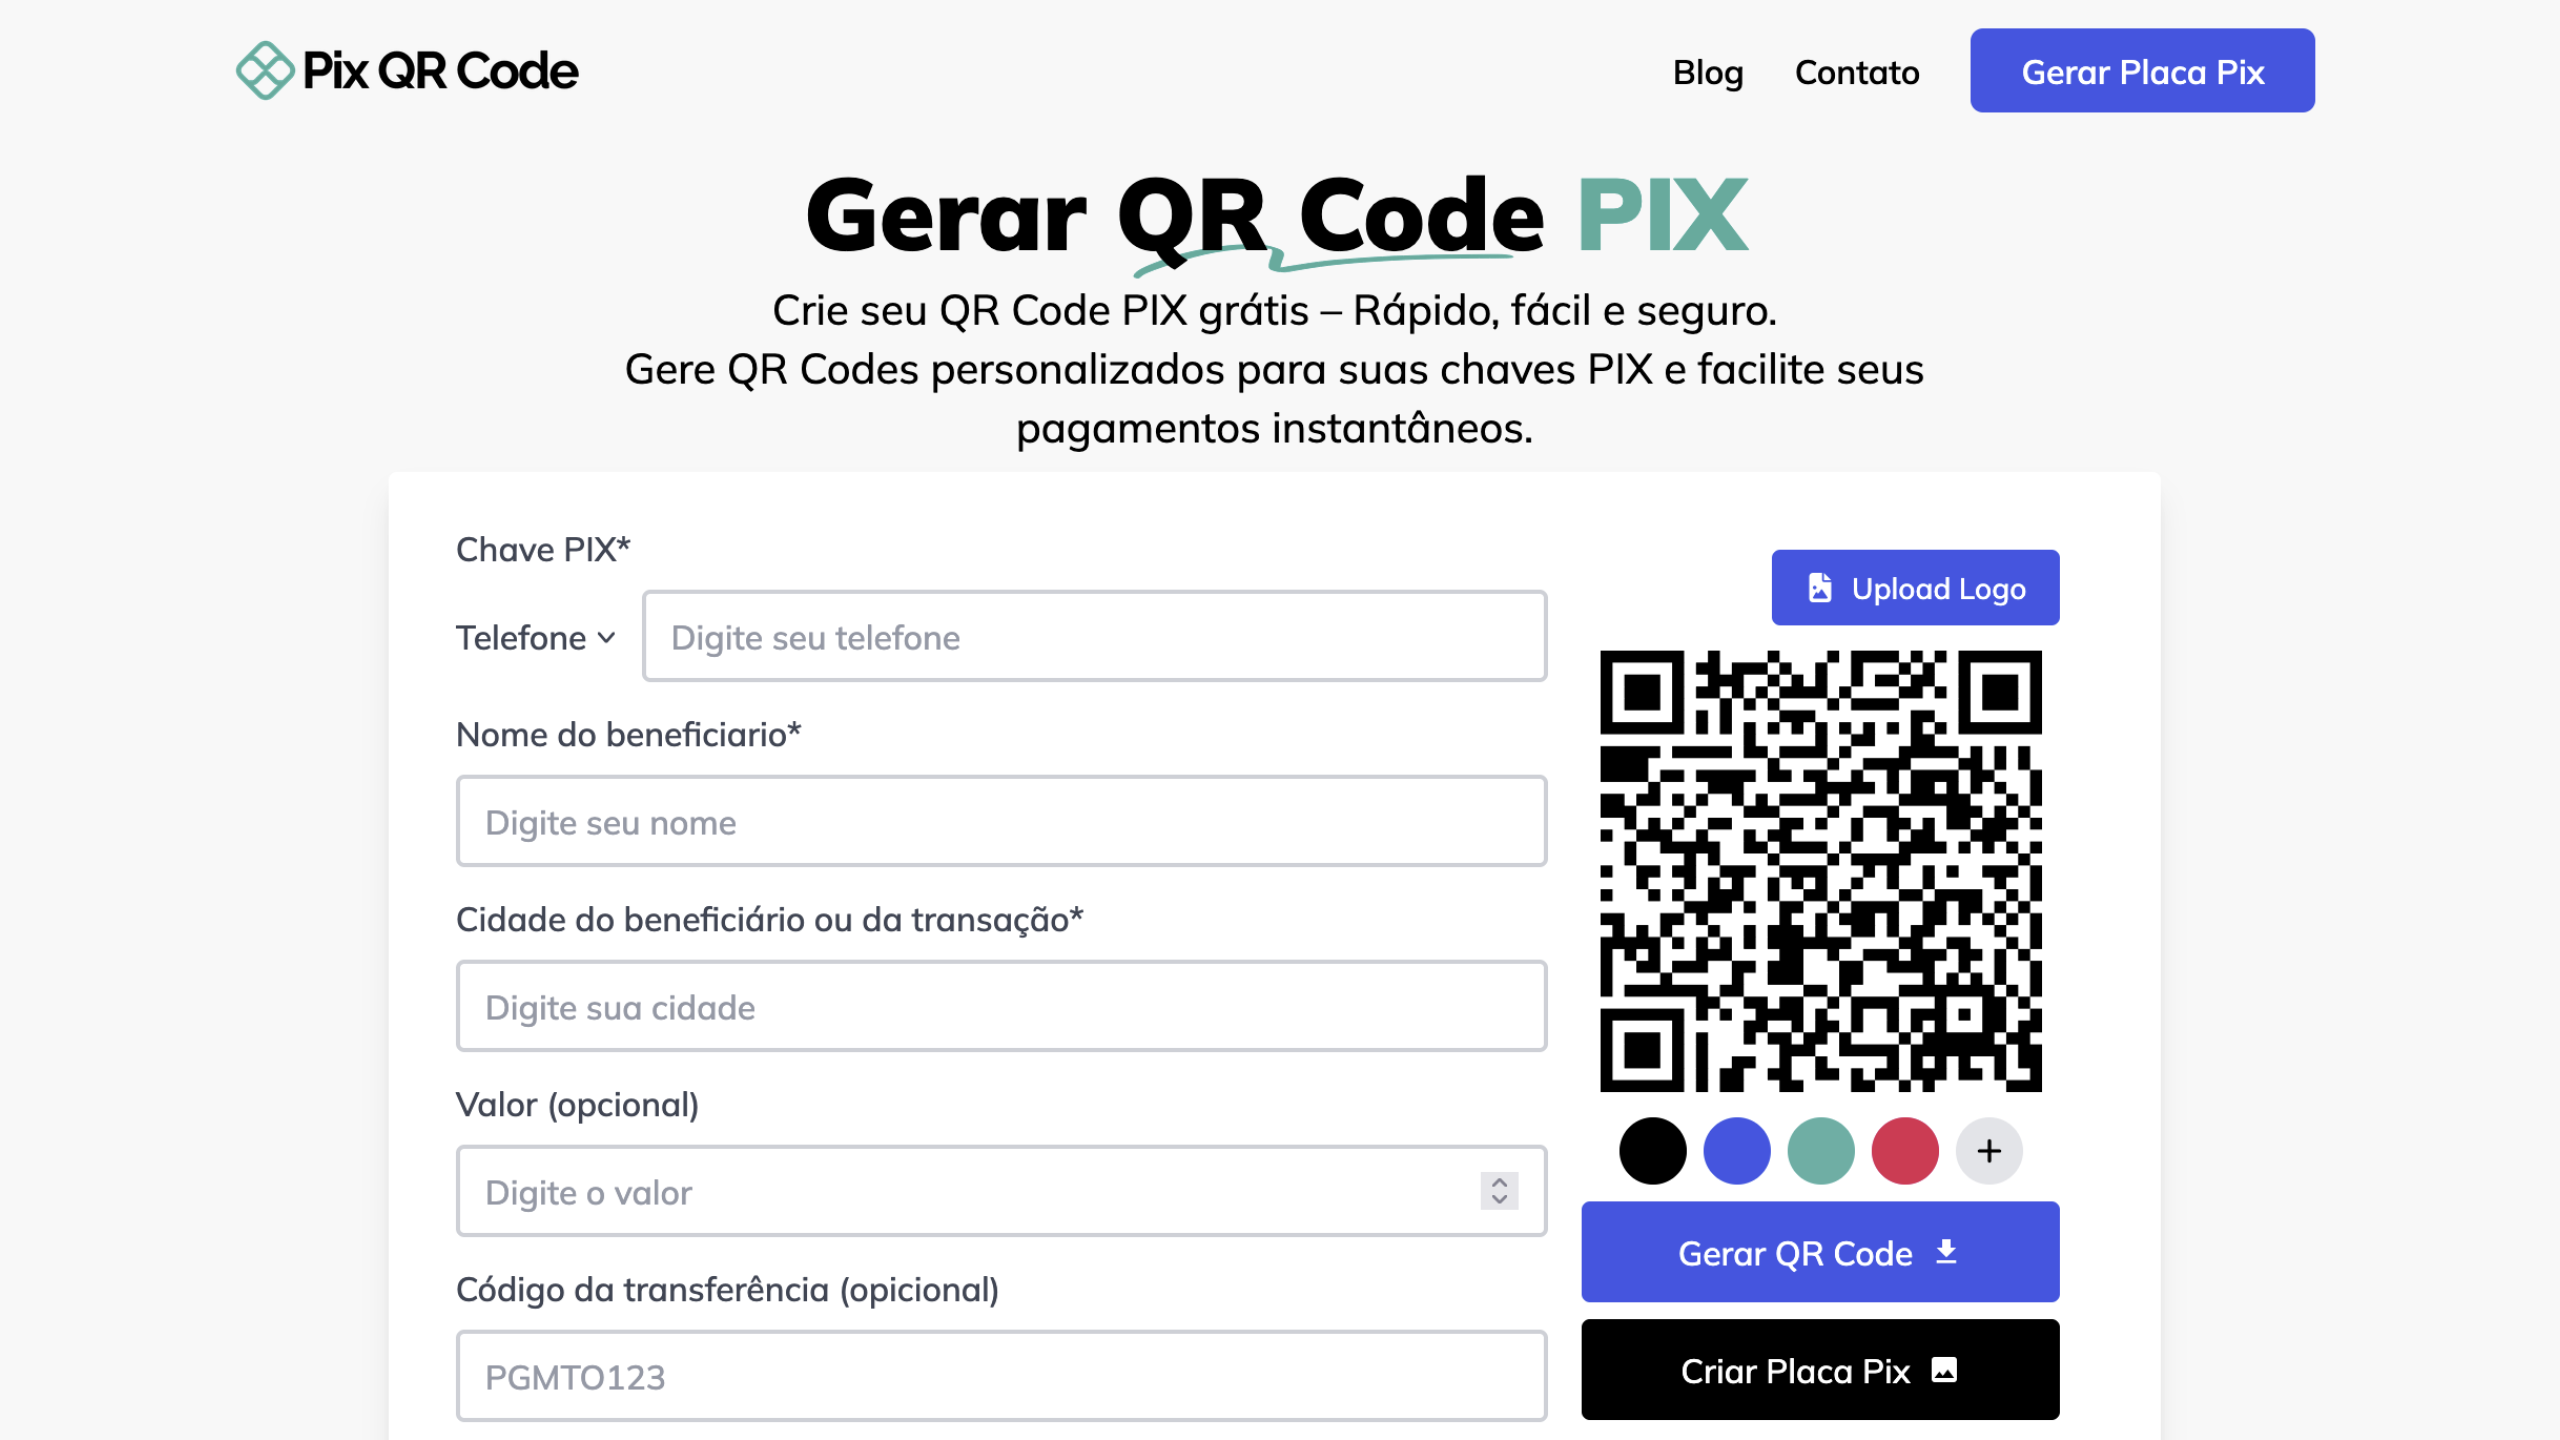 Pix QR Code
Blog
Contato
Gerar Placa Pix
Gerar QR Code PIX
Crie seu QR Code PIX grátis – Rápido, fácil e seguro.
Gere QR Codes personalizados para suas chaves PIX e facilite seus
pagamentos instantâneos.
Chave PIX*
Telefone
Digite seu telefone
Nome do beneficiario*
Digite seu nome
Cidade do beneficiário ou da transação*
Digite sua cidade
Valor (opcional)
Digite o valor
Código da transferência (opicional)
PGMTO123
Upload Logo
Gerar QR Code
Criar Placa Pix